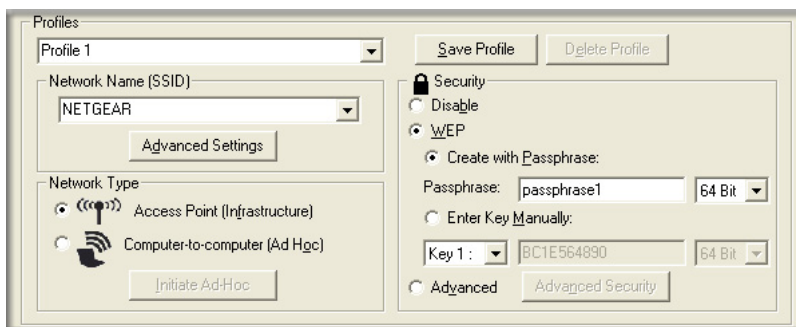 Profiles
Profile 1
Save Profile
Delete Profile
Network Name (SSID)
NETGEAR
Advanced Settings
Network Type
Access Point (Infrastructure)
Computer-to-computer (Ad Hoc)
Initiate Ad-Hoc
Security
Disable
WEP
Create with Passphrase:
Passphrase: passphrase1 64 Bit
Enter Key Manually:
Key 1 : BC1E564890 64 Bit
Advanced Advanced Security